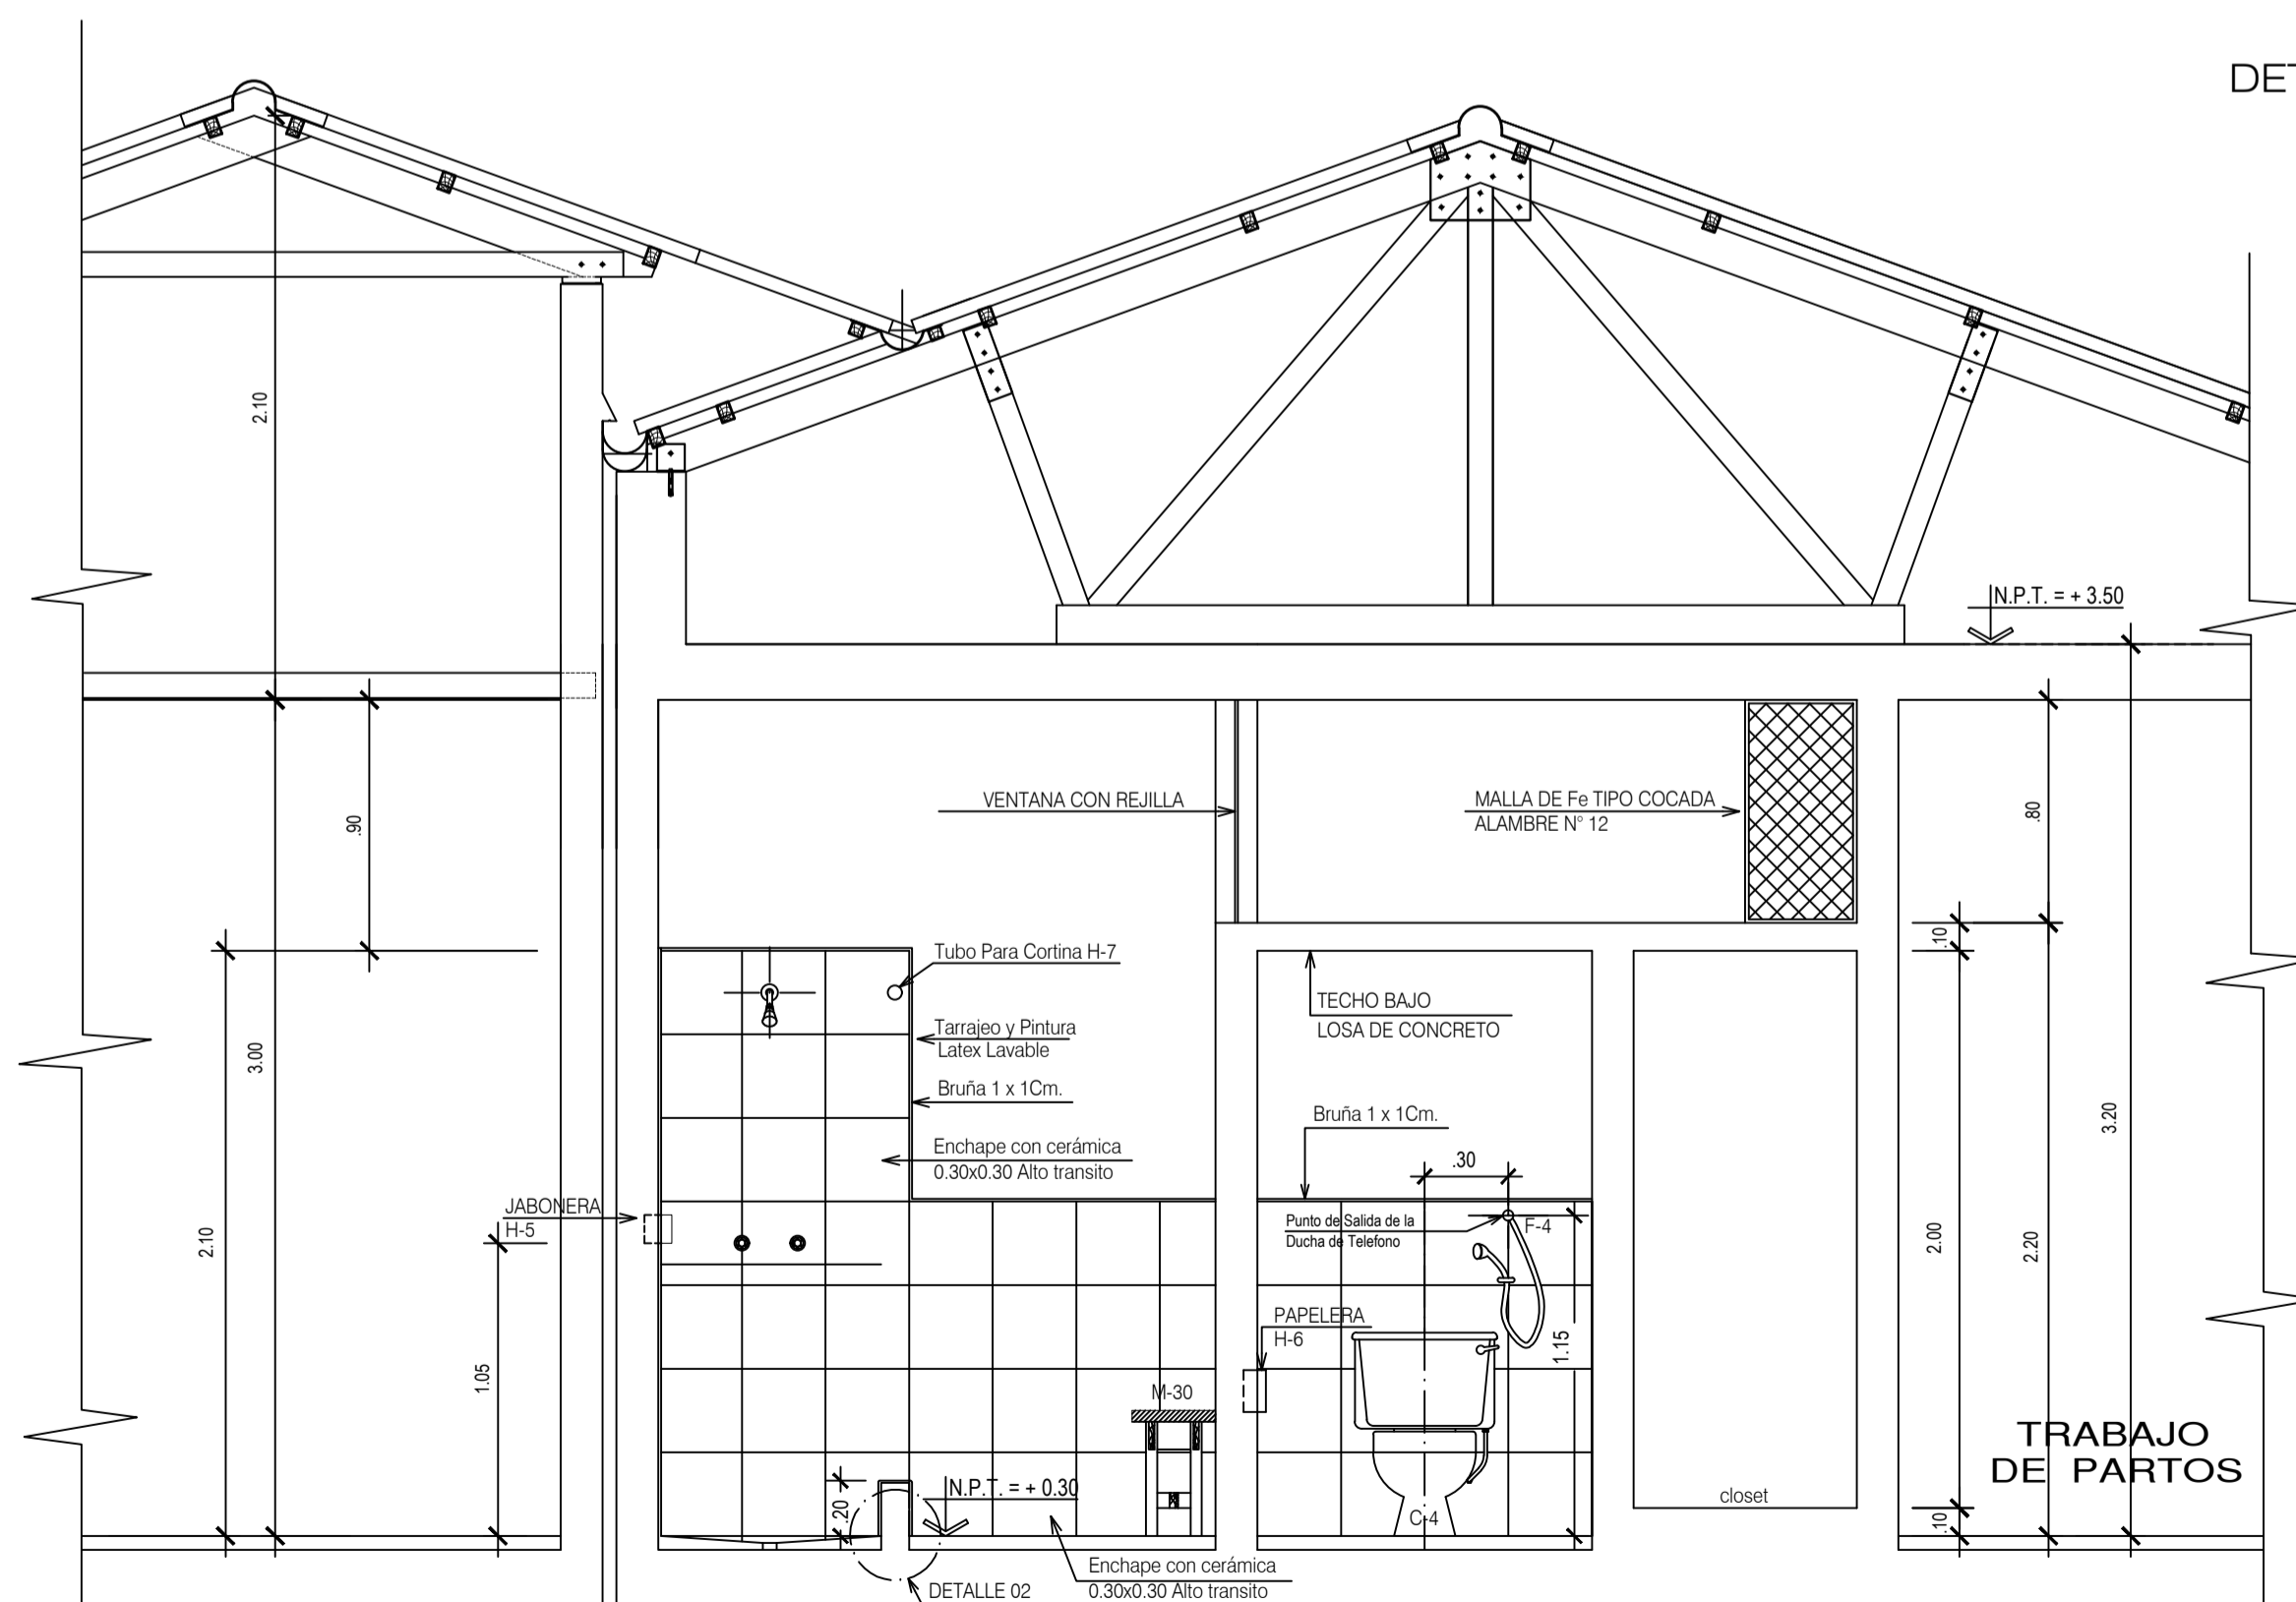 DET
2.10
N.P.T. = + 3.50
.90
VENTANA CON REJILLA
MALLA DE Fe TIPO COCADA
ALAMBRE N° 12
.80
.10
Tubo Para Cortina H-7
TECHO BAJO
LOSA DE CONCRETO
Tarrajeo y Pintura
Latex Lavable
3.00
Bruña 1 x 1Cm.
Bruña 1 x 1Cm.
3.20
Enchape con cerámica
0.30x0.30 Alto transito
.30
JABONERA
H-5
Punto de Salida de la
Ducha de Telefono
F-4
2.10
2.00
2.20
PAPELERA
H-6
1.15
1.05
M-30
TRABAJO
DE PARTOS
N.P.T. = + 0.30
.20
closet
C-4
.10
Enchape con cerámica
0.30x0.30 Alto transito
DETALLE 02